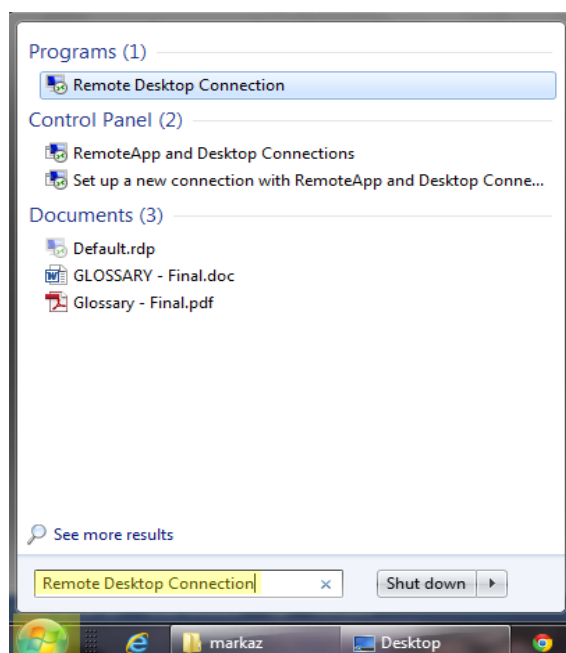 Programs (1)
Remote Desktop Connection
Control Panel (2)
RemoteApp and Desktop Connections
Set up a new connection with RemoteApp and Desktop Conne...
Documents (3)
Default.rdp
GLOSSARY - Final.doc
Glossary - Final.pdf
See more results
Remote Desktop Connection
Shut down
markaz
Desktop